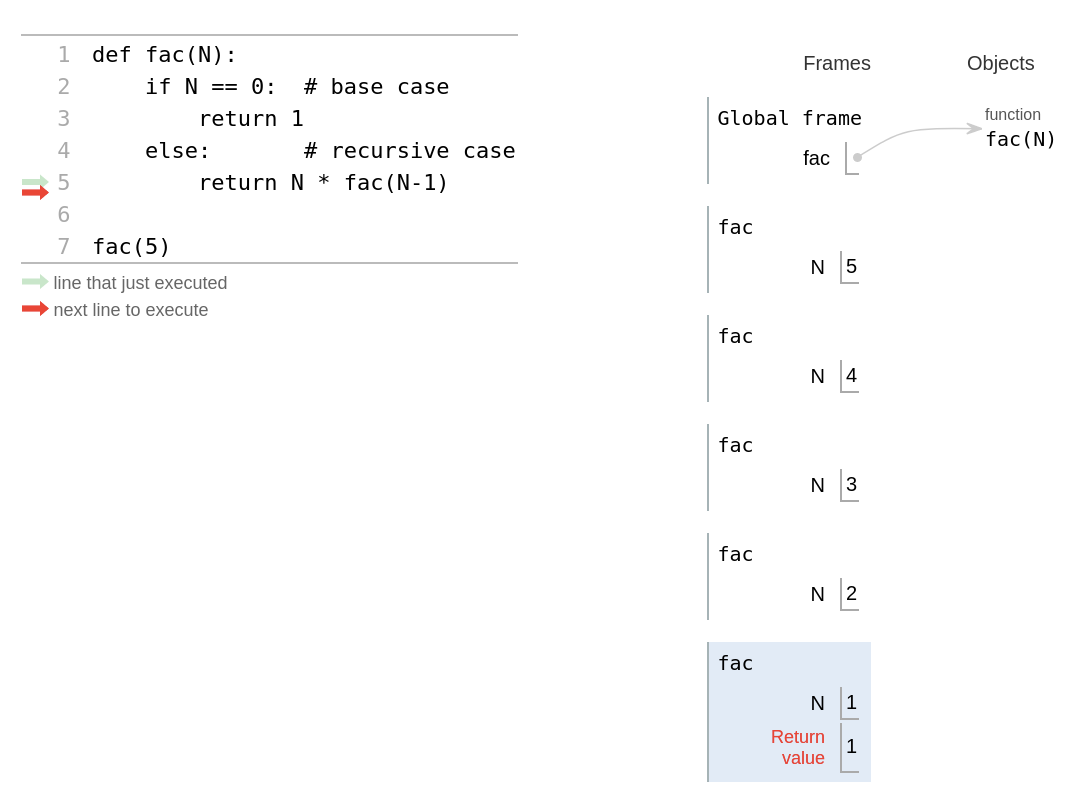 1 def fac(N):
2     if N == 0:  # base case
3         return 1
4     else:       # recursive case
5         return N * fac(N-1)
6
7 fac(5)
line that just executed
next line to execute
Frames
Objects
Global frame
fac
function
fac(N)
fac
N 5
fac
N 4
fac
N 3
fac
N 2
fac
N 1
Return
value 1